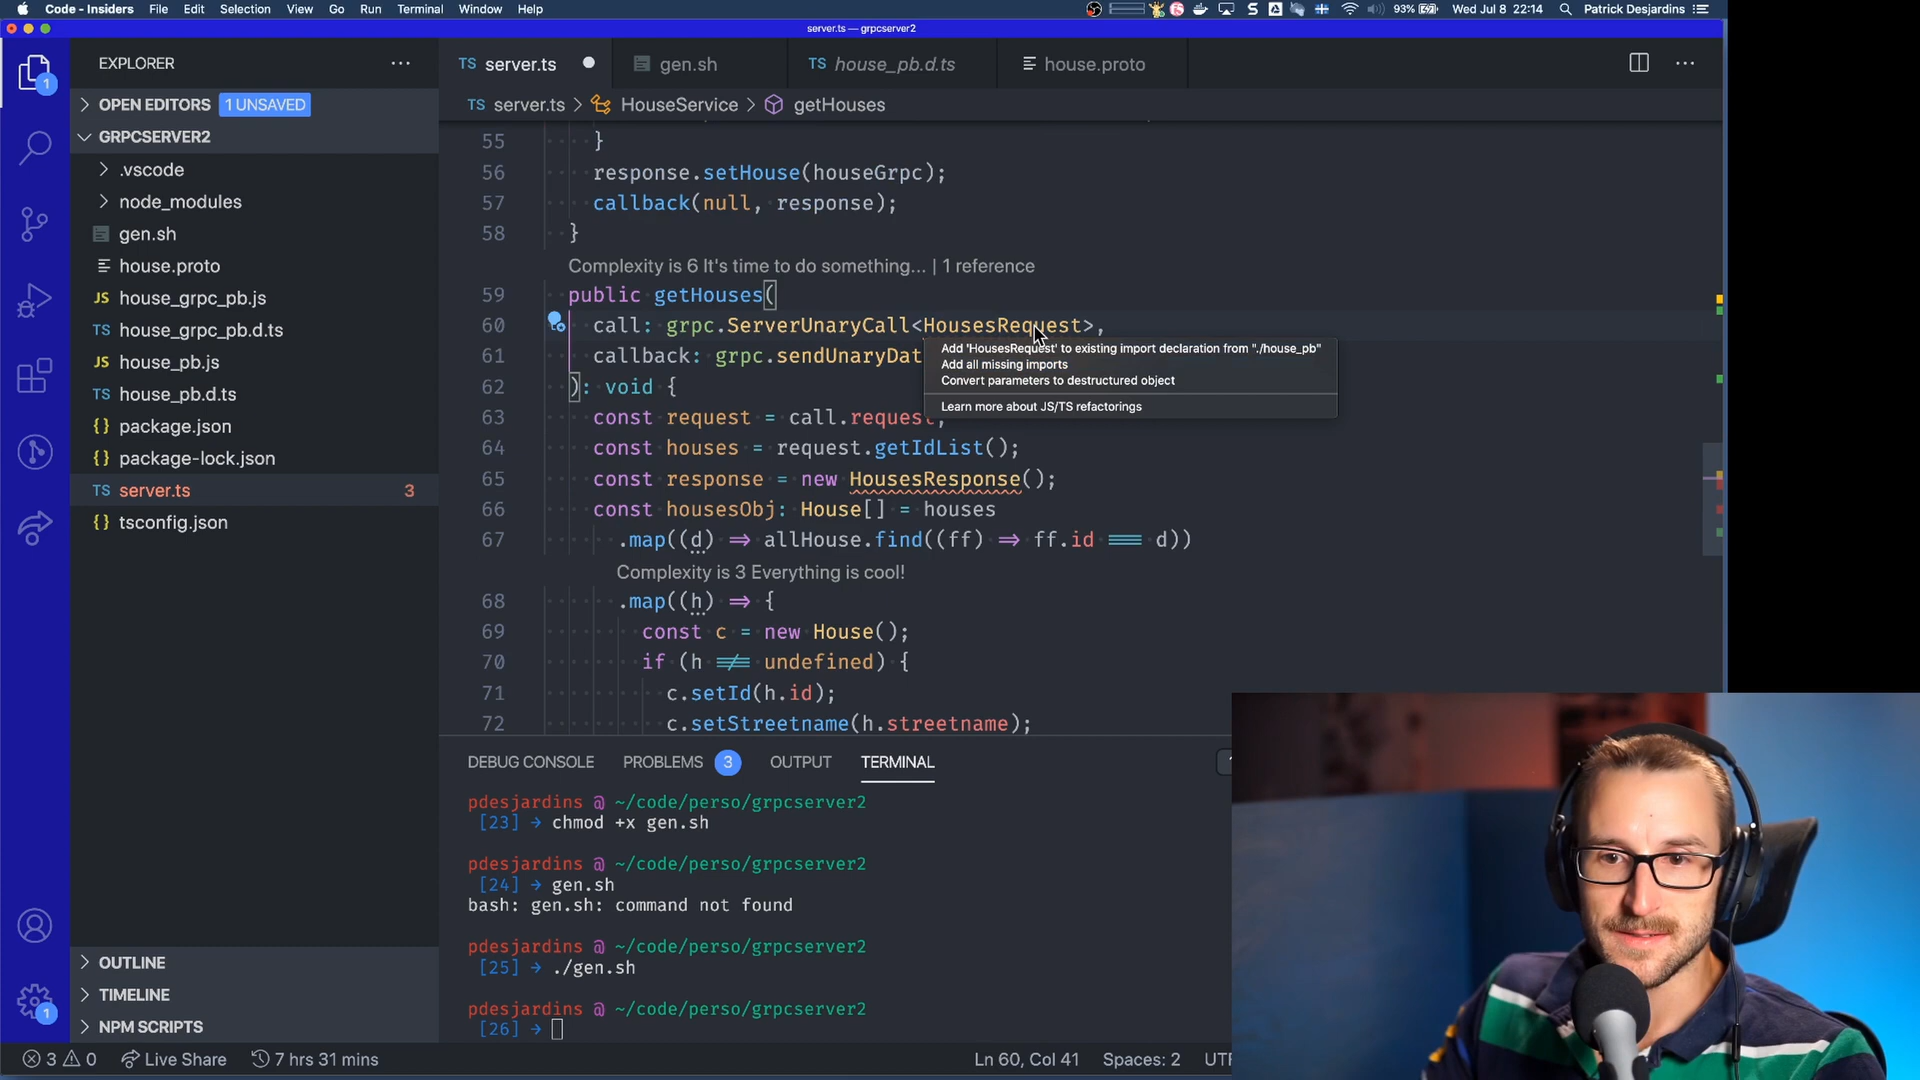 Code - Insiders File Edit Selection View Go Run Terminal Window Help 93% Wed Jul 8 22:14 Patrick Desjardins
server.ts — grpcserver2
EXPLORER
TS server.ts gen.sh TS house_pb.d.ts house.proto
OPEN EDITORS 1 UNSAVED
TS server.ts > HouseService > getHouses
GRPCSERVER2
.vscode
node_modules
gen.sh
house.proto
JS house_grpc_pb.js
TS house_grpc_pb.d.ts
JS house_pb.js
TS house_pb.d.ts
{} package.json
{} package-lock.json
TS server.ts 3
{} tsconfig.json
OUTLINE
TIMELINE
NPM SCRIPTS
1
1
55 }
56 response.setHouse(houseGrpc);
57 callback(null, response);
58 }
Complexity is 6 It's time to do something... | 1 reference
59 public getHouses(
60 call: grpc.ServerUnaryCall<HousesRequest>,
61 callback: grpc.sendUnaryDat
62 ): void {
63 const request = call.request;
64 const houses = request.getIdList();
65 const response = new HousesResponse();
66 const housesObj: House[] = houses
67 .map((d) => allHouse.find((ff) => ff.id === d))
Complexity is 3 Everything is cool!
68 .map((h) => {
69 const c = new House();
70 if (h !== undefined) {
71 c.setId(h.id);
72 c.setStreetname(h.streetname);
Add 'HousesRequest' to existing import declaration from "./house_pb"
Add all missing imports
Convert parameters to destructured object
Learn more about JS/TS refactorings
DEBUG CONSOLE PROBLEMS 3 OUTPUT TERMINAL
pdesjardins @ ~/code/perso/grpcserver2
[23] → chmod +x gen.sh
pdesjardins @ ~/code/perso/grpcserver2
[24] → gen.sh
bash: gen.sh: command not found
pdesjardins @ ~/code/perso/grpcserver2
[25] → ./gen.sh
pdesjardins @ ~/code/perso/grpcserver2
[26] →
3 0 Live Share 7 hrs 31 mins Ln 60, Col 41 Spaces: 2 UTF